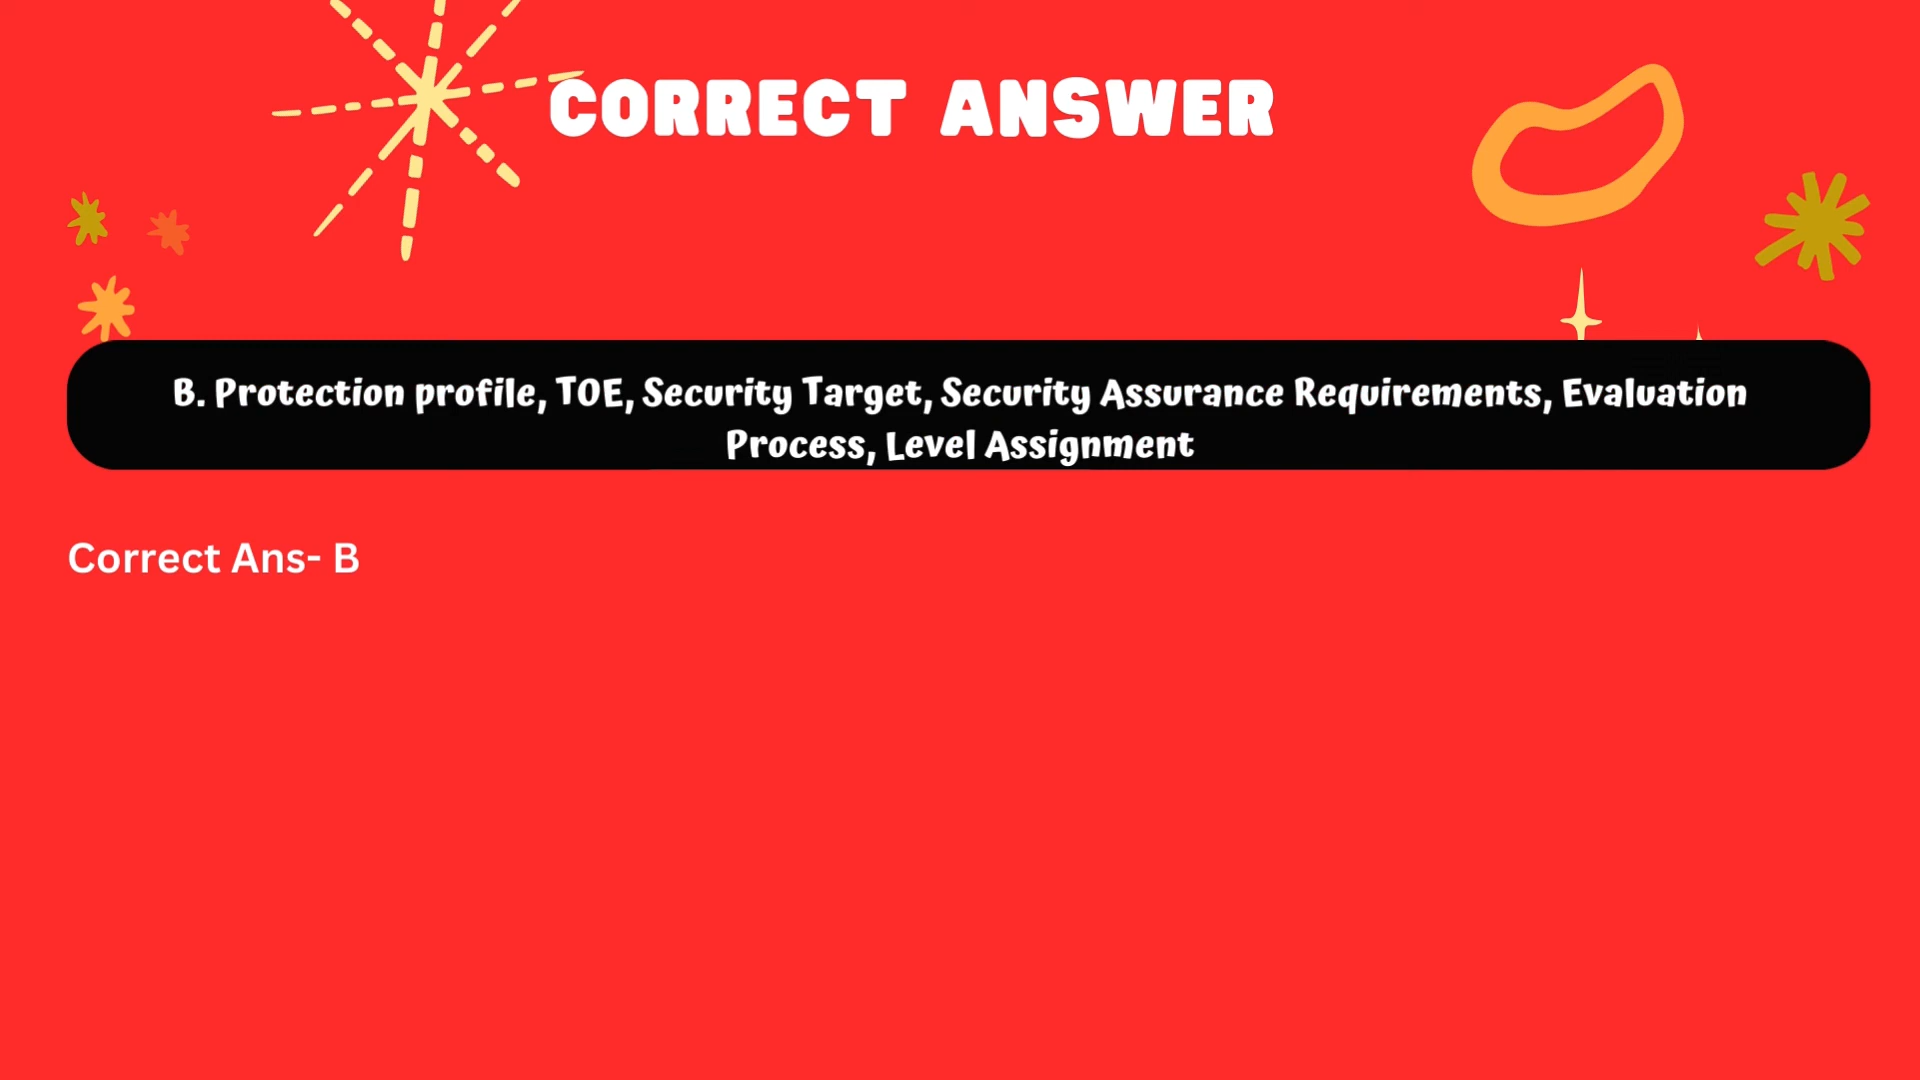 CORRECT ANSWER
B. Protection profile, TOE, Security Target, Security Assurance Requirements, Evaluation
Process, Level Assignment
Correct Ans- B